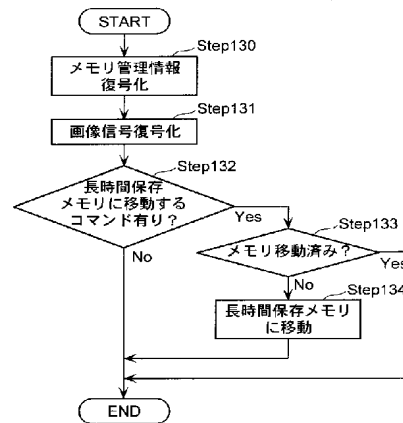 START
Step130
メモリ管理情報
復号化
Step131
画像信号復号化
Step132
長時間保存
メモリに移動する
コマンド有り？
Yes
Step133
メモリ移動済み？
Yes
No
No
Step134
長時間保存メモリ
に移動
END